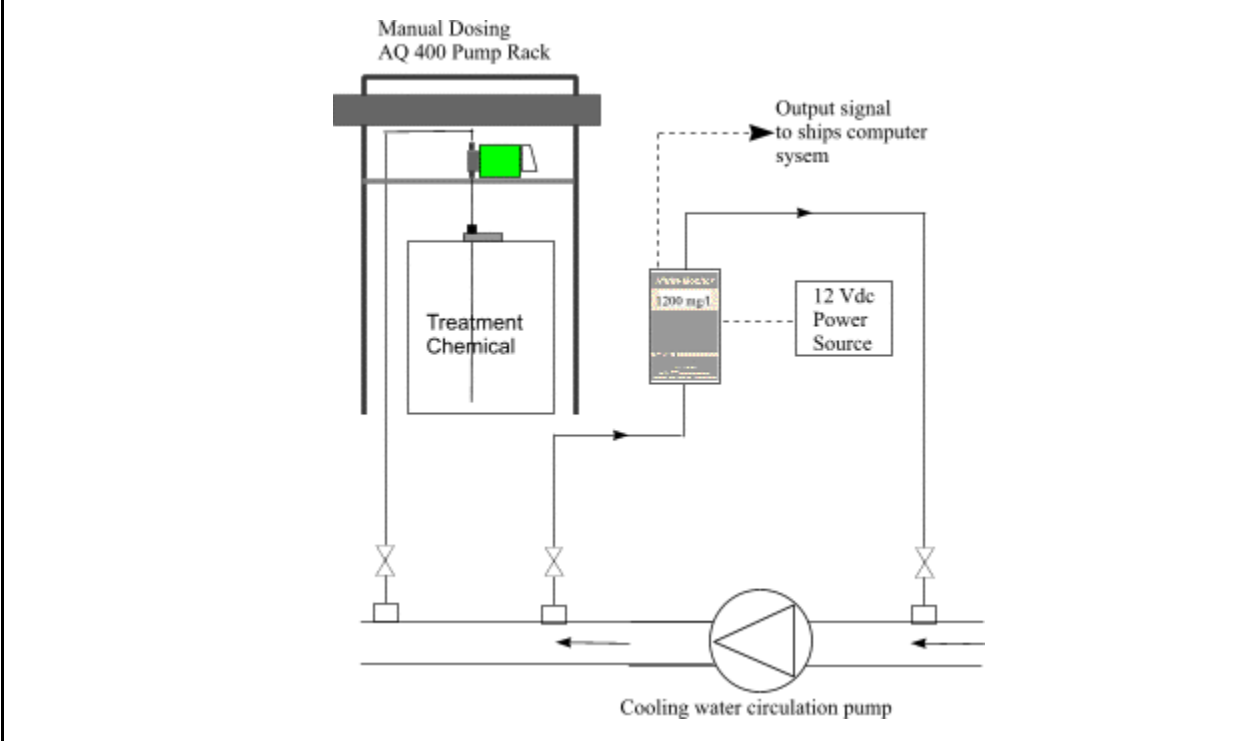 Manual Dosing
AQ 400 Pump Rack
Output signal
to ships computer
sysem
1200 mg/l
12 Vdc
Power
Source
Treatment
Chemical
Cooling water circulation pump